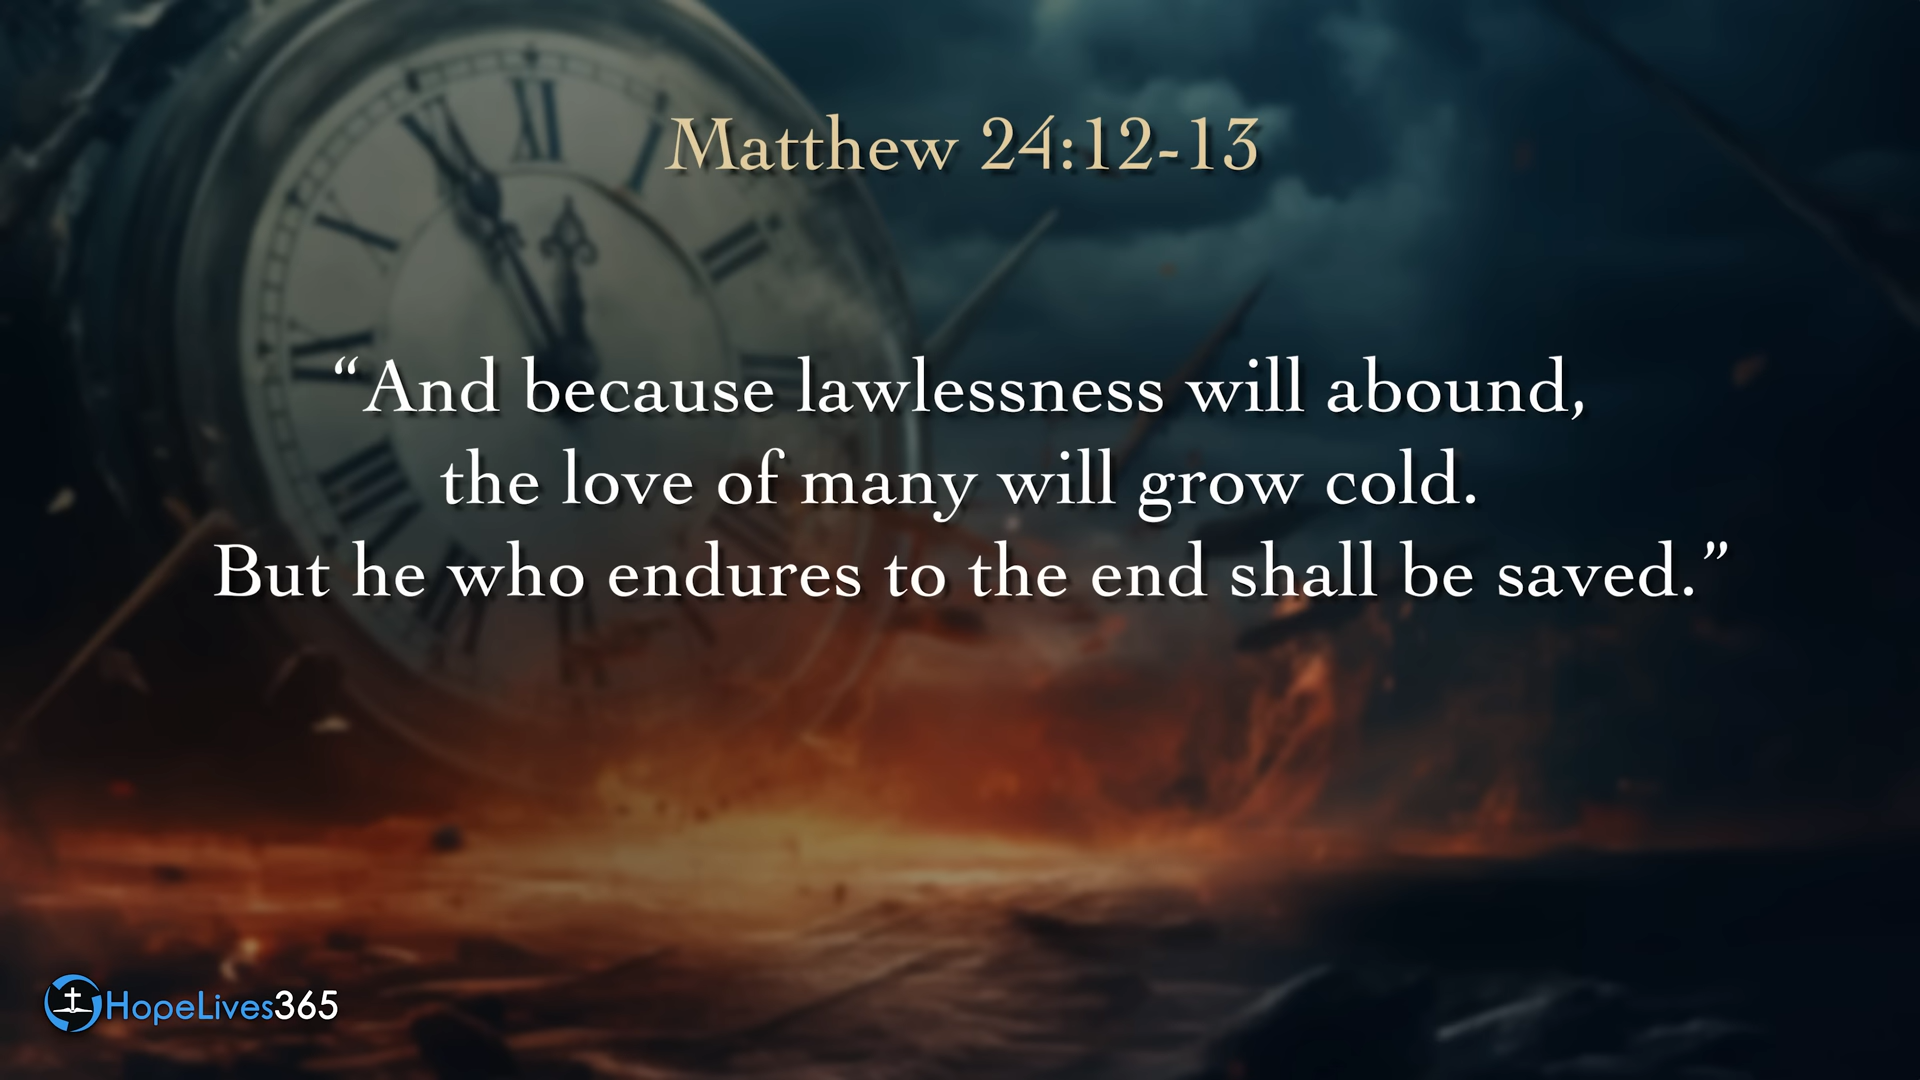 Matthew 24:12-13
“And because lawlessness will abound,
the love of many will grow cold.
But he who endures to the end shall be saved.”
HopeLives365